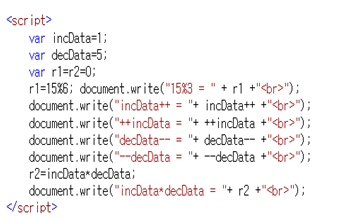 <script>
var incData=1;
var decData=5;
var r1=r2=0;
r1=15%6; document.write("15%3 = " + r1 +"<br>");
document.write("incData++ = "+ incData++ +"<br>");
document.write("++incData = "+ ++incData +"<br>");
document.write("decData-- = "+ decData-- +"<br>");
document.write("--decData = "+ --decData +"<br>");
r2=incData*decData;
document.write("incData*decData = "+ r2 +"<br>");
</script>